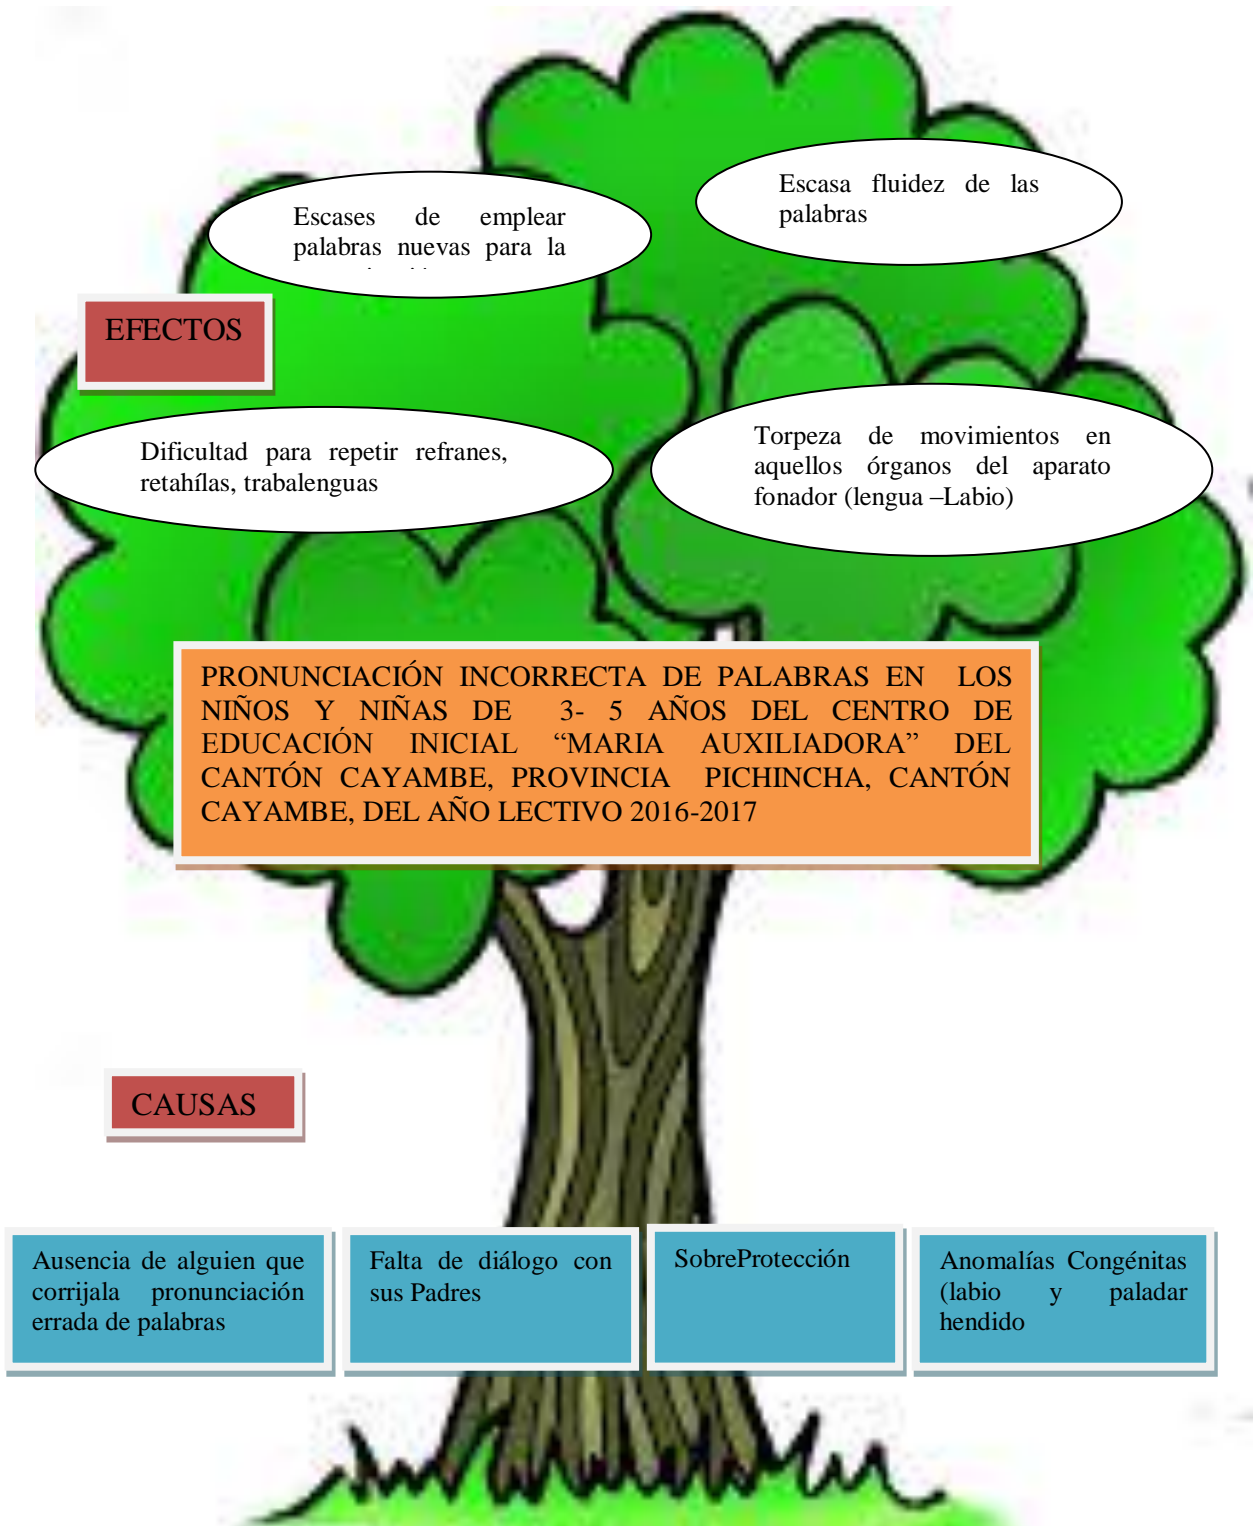 Escases de emplear
palabras nuevas para la
Escasa fluidez de las
palabras
EFECTOS
Dificultad para repetir refranes,
retahílas, trabalenguas
Torpeza de movimientos en
aquellos órganos del aparato
fonador (lengua –Labio)
PRONUNCIACIÓN INCORRECTA DE PALABRAS EN LOS
NIÑOS Y NIÑAS DE 3- 5 AÑOS DEL CENTRO DE
EDUCACIÓN INICIAL “MARIA AUXILIADORA” DEL
CANTÓN CAYAMBE, PROVINCIA PICHINCHA, CANTÓN
CAYAMBE, DEL AÑO LECTIVO 2016-2017
CAUSAS
Ausencia de alguien que
corrijala pronunciación
errada de palabras
Falta de diálogo con
sus Padres
SobreProtección
Anomalías Congénitas
(labio y paladar
hendido